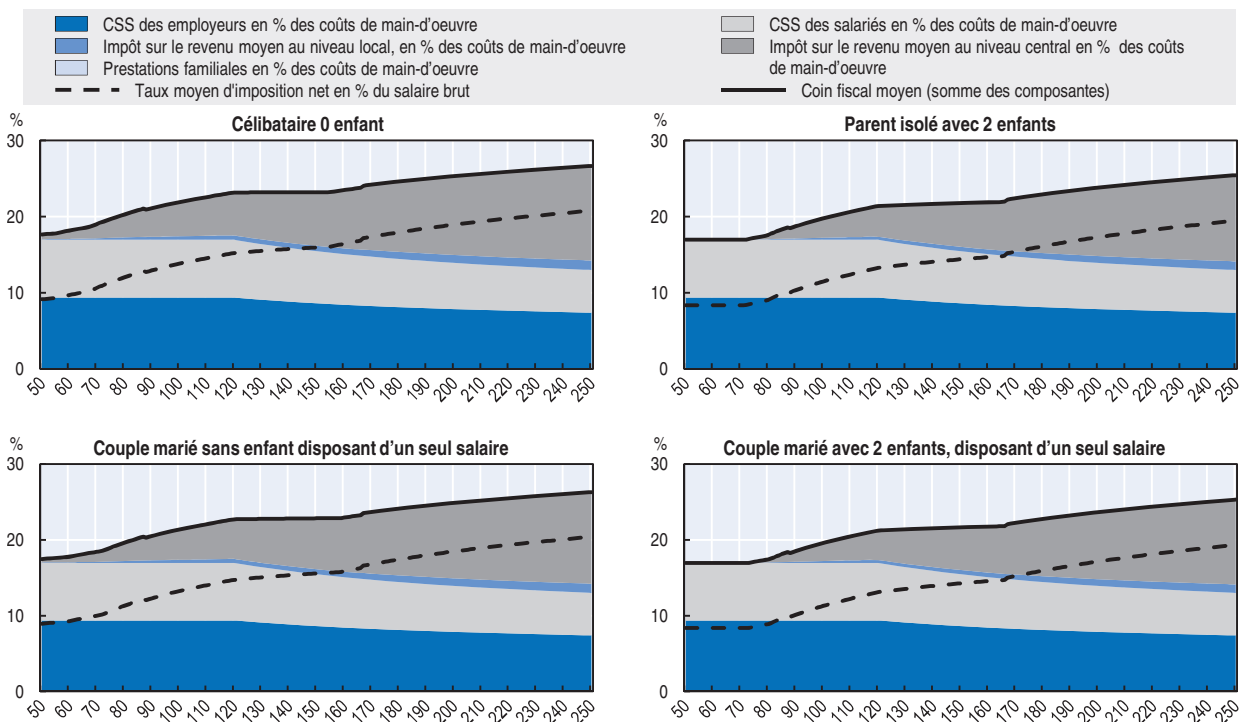 CSS des employeurs en % des coûts de main-d'oeuvre
CSS des salariés en % des coûts de main-d'oeuvre
Impôt sur le revenu moyen au niveau local, en % des coûts de main-d'oeuvre
Impôt sur le revenu moyen au niveau central en % des coûts
de main-d'oeuvre
Prestations familiales en % des coûts de main-d'oeuvre
Taux moyen d'imposition net en % du salaire brut
Coin fiscal moyen (somme des composantes)
Célibataire 0 enfant
%
30
20
10
0
50 60 70 80 90 100 110 120 130 140 150 160 170 180 190 200 210 220 230 240 250
Parent isolé avec 2 enfants
%
30
20
10
0
50 60 70 80 90 100 110 120 130 140 150 160 170 180 190 200 210 220 230 240 250
Couple marié sans enfant disposant d'un seul salaire
%
30
20
10
0
50 60 70 80 90 100 110 120 130 140 150 160 170 180 190 200 210 220 230 240 250
Couple marié avec 2 enfants, disposant d'un seul salaire
%
30
20
10
0
50 60 70 80 90 100 110 120 130 140 150 160 170 180 190 200 210 220 230 240 250